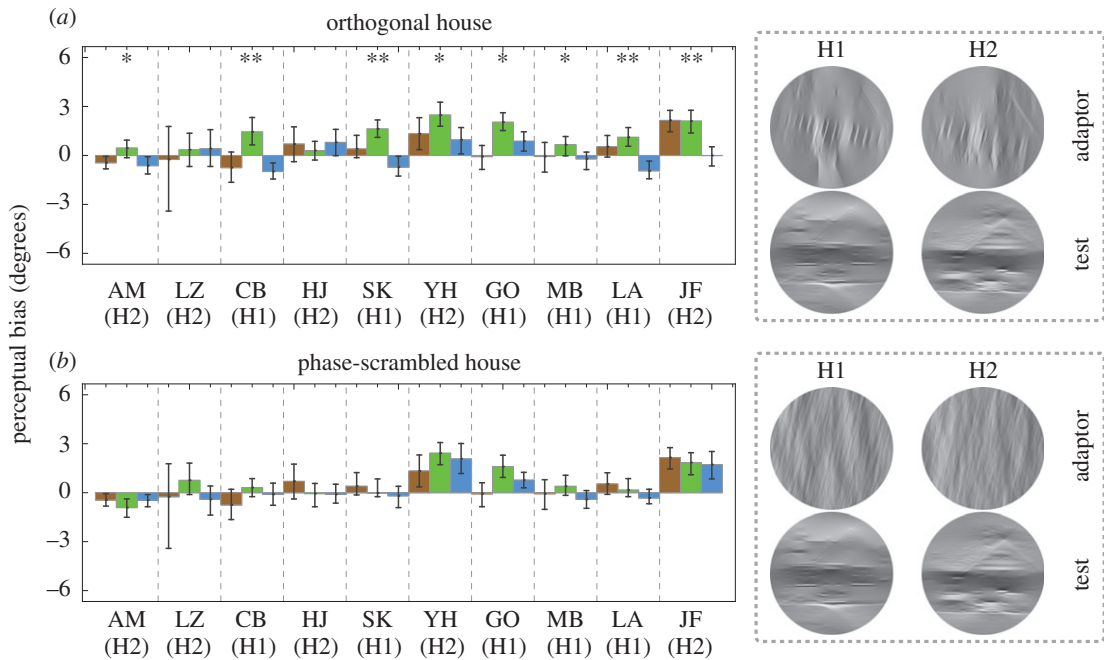 (a) orthogonal house
6
3
0
−3
−6
* ** ** * * * ** **
AM LZ CB HJ SK YH GO MB LA JF
(H2) (H2) (H1) (H2) (H1) (H2) (H1) (H1) (H1) (H2)
H1 H2
adaptor
test
perceptual bias (degrees)
(b) phase-scrambled house
6
3
0
−3
−6
AM LZ CB HJ SK YH GO MB LA JF
(H2) (H2) (H1) (H2) (H1) (H2) (H1) (H1) (H1) (H2)
H1 H2
adaptor
test